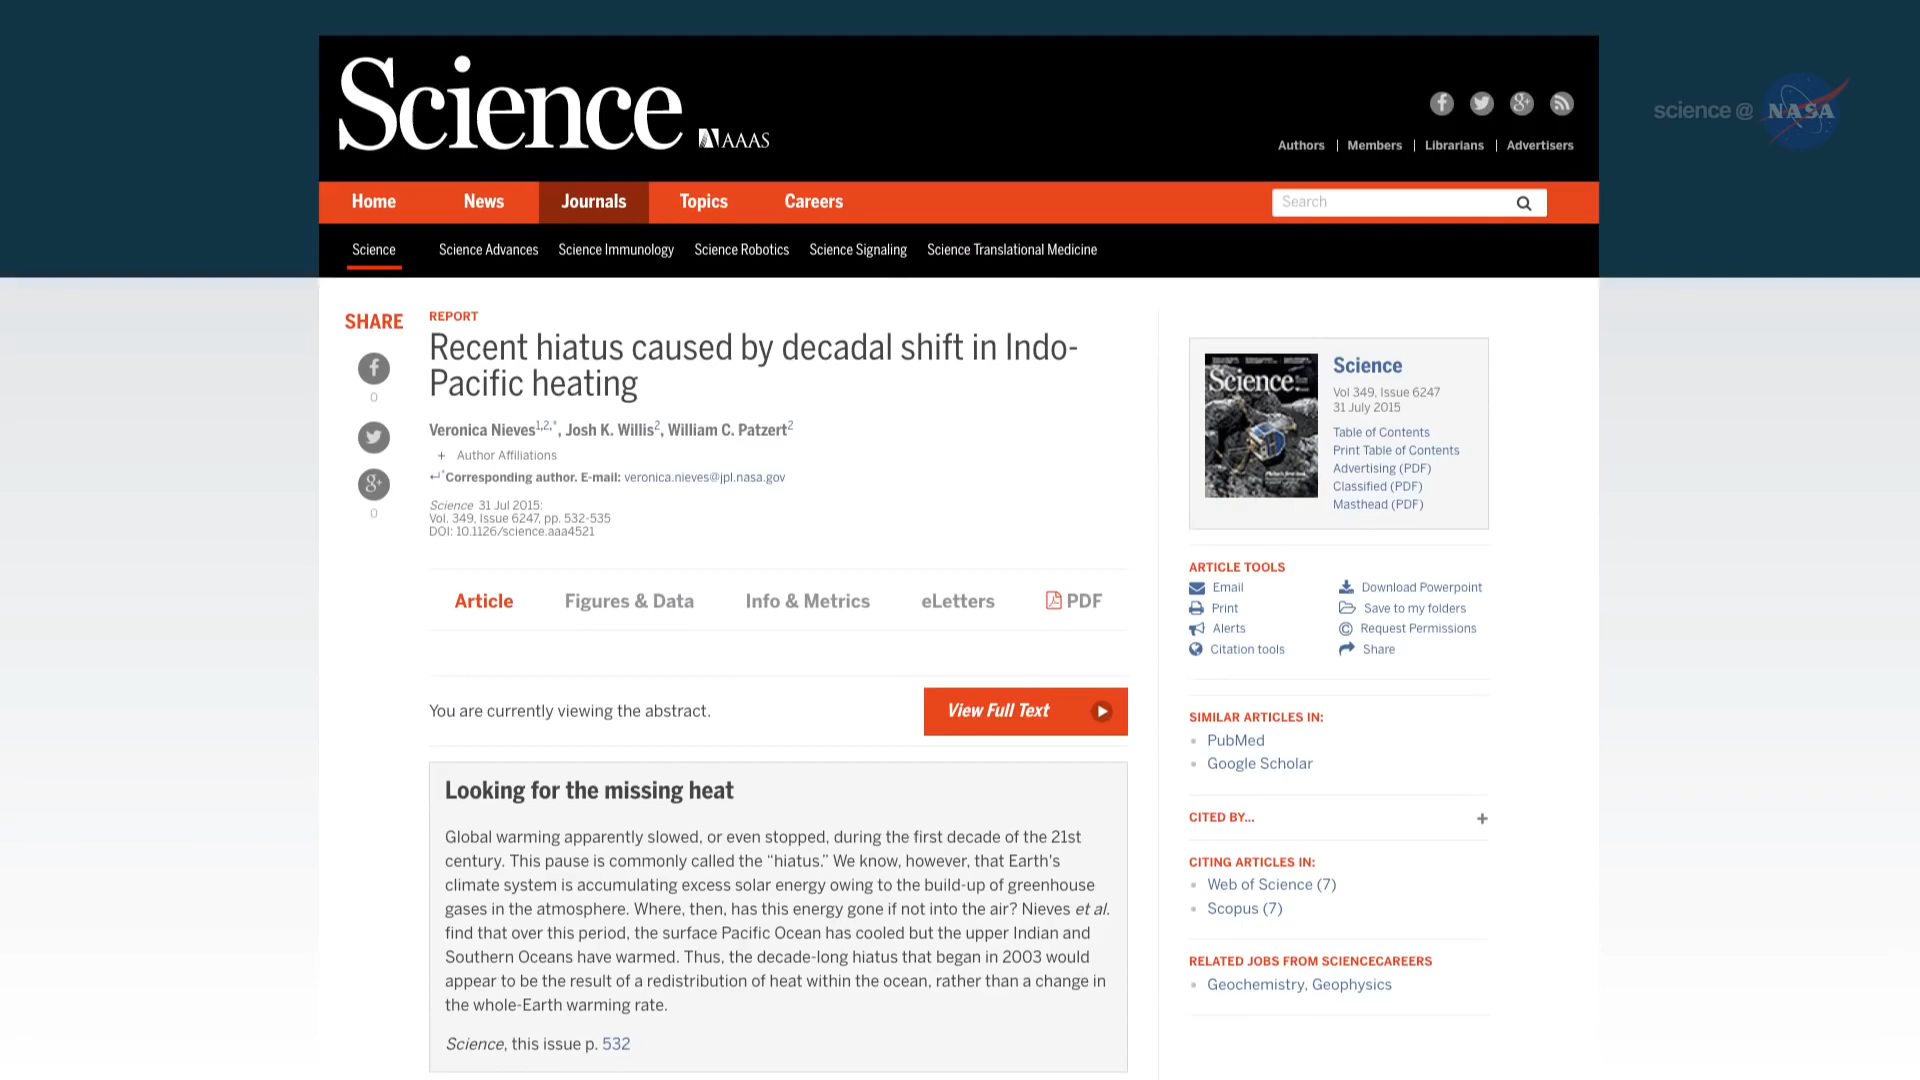 Science
AAAS
science @ NASA
Authors | Members | Librarians | Advertisers
Home News Journals Topics Careers
Search
Science Science Advances Science Immunology Science Robotics Science Signaling Science Translational Medicine
SHARE
0
0
REPORT
Recent hiatus caused by decadal shift in Indo-
Pacific heating
Veronica Nieves1,2,*, Josh K. Willis2, William C. Patzert2
+ Author Affiliations
↵*Corresponding author. E-mail: veronica.nieves@jpl.nasa.gov
Science 31 Jul 2015:
Vol. 349, Issue 6247, pp. 532-535
DOI: 10.1126/science.aaa4521
Article Figures & Data Info & Metrics eLetters PDF
You are currently viewing the abstract.
View Full Text
Looking for the missing heat
Global warming apparently slowed, or even stopped, during the first decade of the 21st
century. This pause is commonly called the “hiatus.” We know, however, that Earth's
climate system is accumulating excess solar energy owing to the build-up of greenhouse
gases in the atmosphere. Where, then, has this energy gone if not into the air? Nieves et al.
find that over this period, the surface Pacific Ocean has cooled but the upper Indian and
Southern Oceans have warmed. Thus, the decade-long hiatus that began in 2003 would
appear to be the result of a redistribution of heat within the ocean, rather than a change in
the whole-Earth warming rate.
Science, this issue p. 532
Science
Science
Vol 349, Issue 6247
31 July 2015
Table of Contents
Print Table of Contents
Advertising (PDF)
Classified (PDF)
Masthead (PDF)
ARTICLE TOOLS
Email Download Powerpoint
Print Save to my folders
Alerts © Request Permissions
Citation tools Share
SIMILAR ARTICLES IN:
PubMed
Google Scholar
CITED BY... +
CITING ARTICLES IN:
Web of Science (7)
Scopus (7)
RELATED JOBS FROM SCIENCECAREERS
Geochemistry, Geophysics